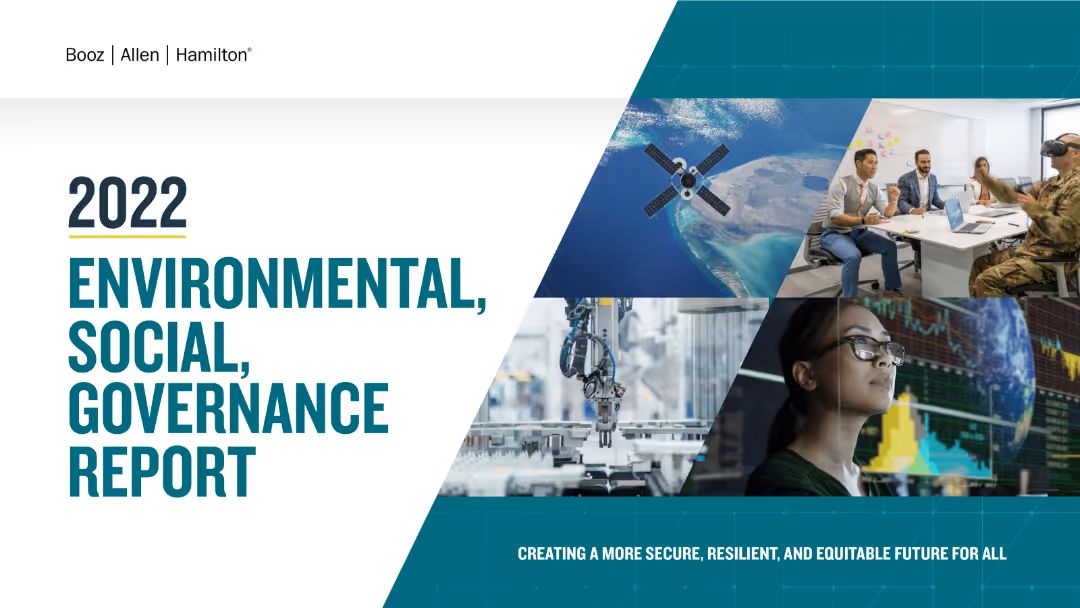 Booz | Allen | Hamilton®
2022
ENVIRONMENTAL,
SOCIAL,
GOVERNANCE
REPORT
CREATING A MORE SECURE, RESILIENT, AND EQUITABLE FUTURE FOR ALL